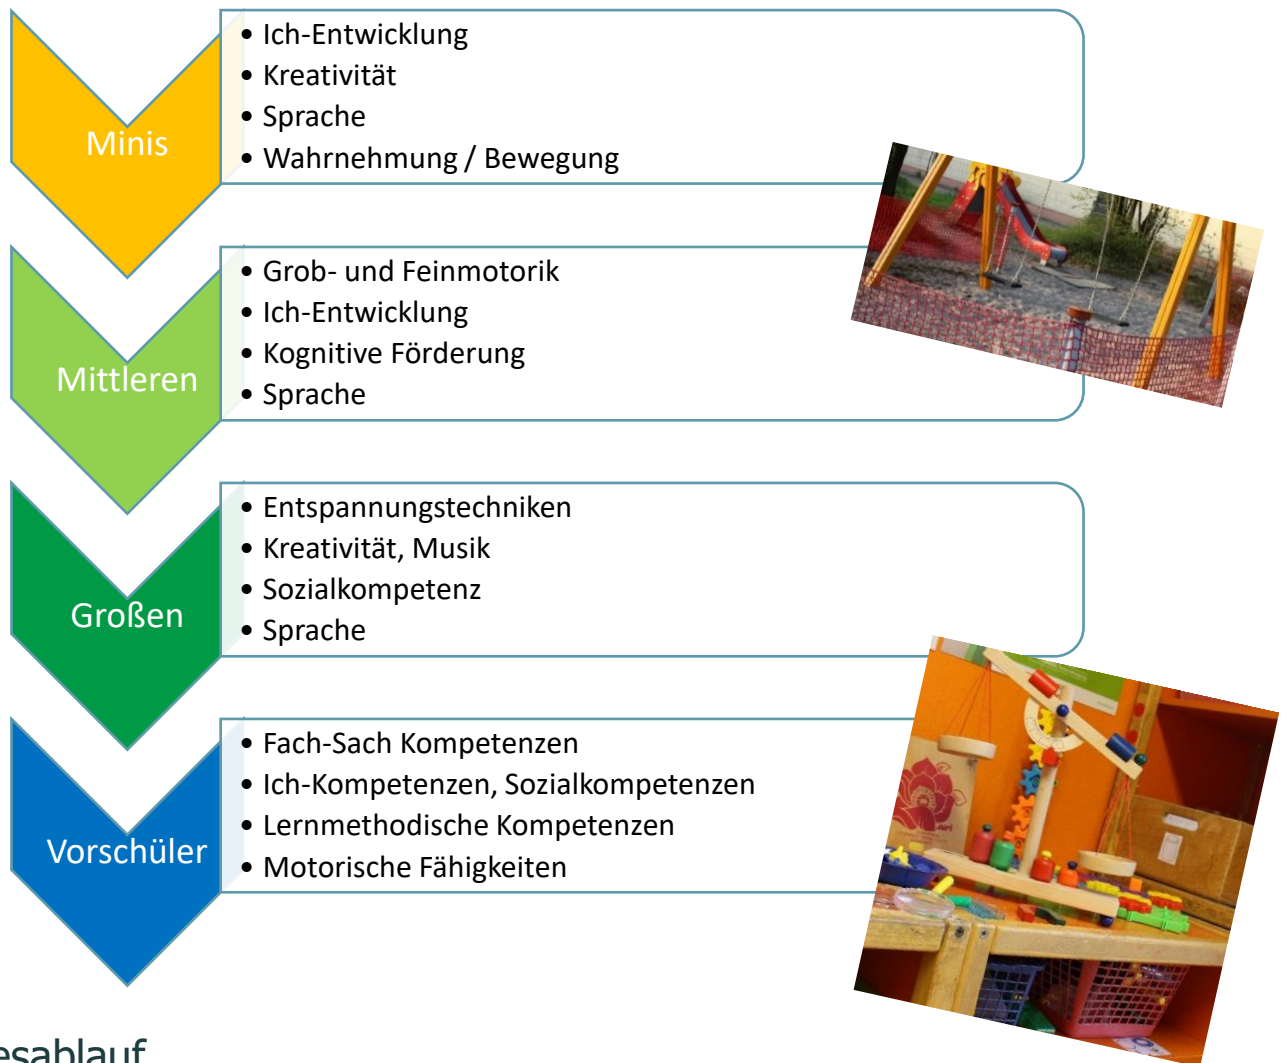 Minis
• Ich-Entwicklung
• Kreativität
• Sprache
• Wahrnehmung / Bewegung
Mittleren
• Grob- und Feinmotorik
• Ich-Entwicklung
• Kognitive Förderung
• Sprache
Großen
• Entspannungstechniken
• Kreativität, Musik
• Sozialkompetenz
• Sprache
Vorschüler
• Fach-Sach Kompetenzen
• Ich-Kompetenzen, Sozialkompetenzen
• Lernmethodische Kompetenzen
• Motorische Fähigkeiten
esablauf